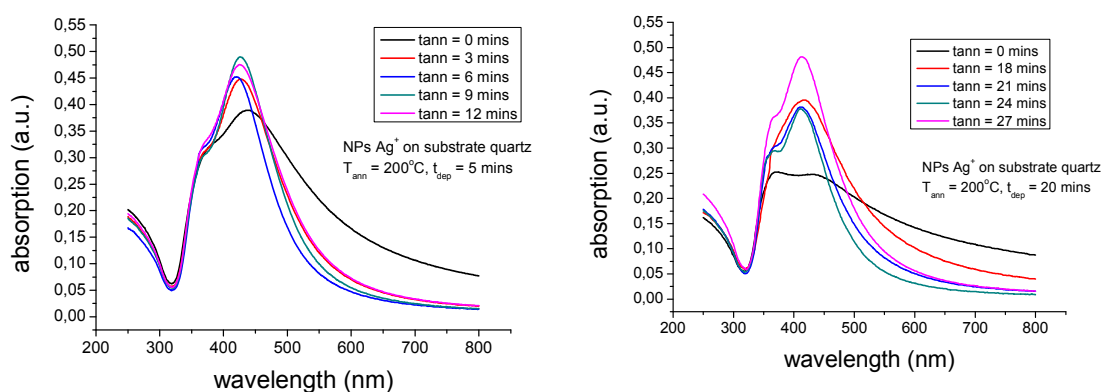 0,55
0,50
0,45
0,40
0,35
0,30
0,25
0,20
0,15
0,10
0,05
0,00
absorption (a.u.)
200 300 400 500 600 700 800
wavelength (nm)
tann = 0 mins
tann = 3 mins
tann = 6 mins
tann = 9 mins
tann = 12 mins
NPs Ag⁺ on substrate quartz
Tann = 200°C, tdep = 5 mins
0,55
0,50
0,45
0,40
0,35
0,30
0,25
0,20
0,15
0,10
0,05
0,00
absorption (a.u.)
200 300 400 500 600 700 800
wavelength (nm)
tann = 0 mins
tann = 18 mins
tann = 21 mins
tann = 24 mins
tann = 27 mins
NPs Ag⁺ on substrate quartz
Tann = 200°C, tdep = 20 mins